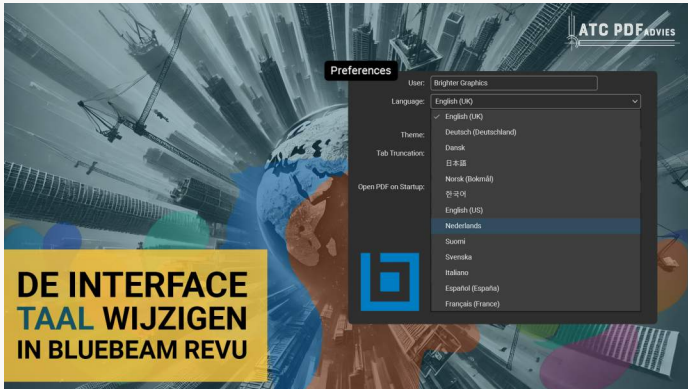 ATC PDFADVIES
Preferences
User: Brighter Graphics
Language: English (UK)
English (UK)
Theme:
Deutsch (Deutschland)
Dansk
Tab Truncation:
日本語
Norsk (Bokmål)
Open PDF on Startup:
한국어
English (US)
Nederlands
Suomi
Svenska
Italiano
Español (España)
Français (France)
DE INTERFACE
TAAL WIJZIGEN
IN BLUEBEAM REVU